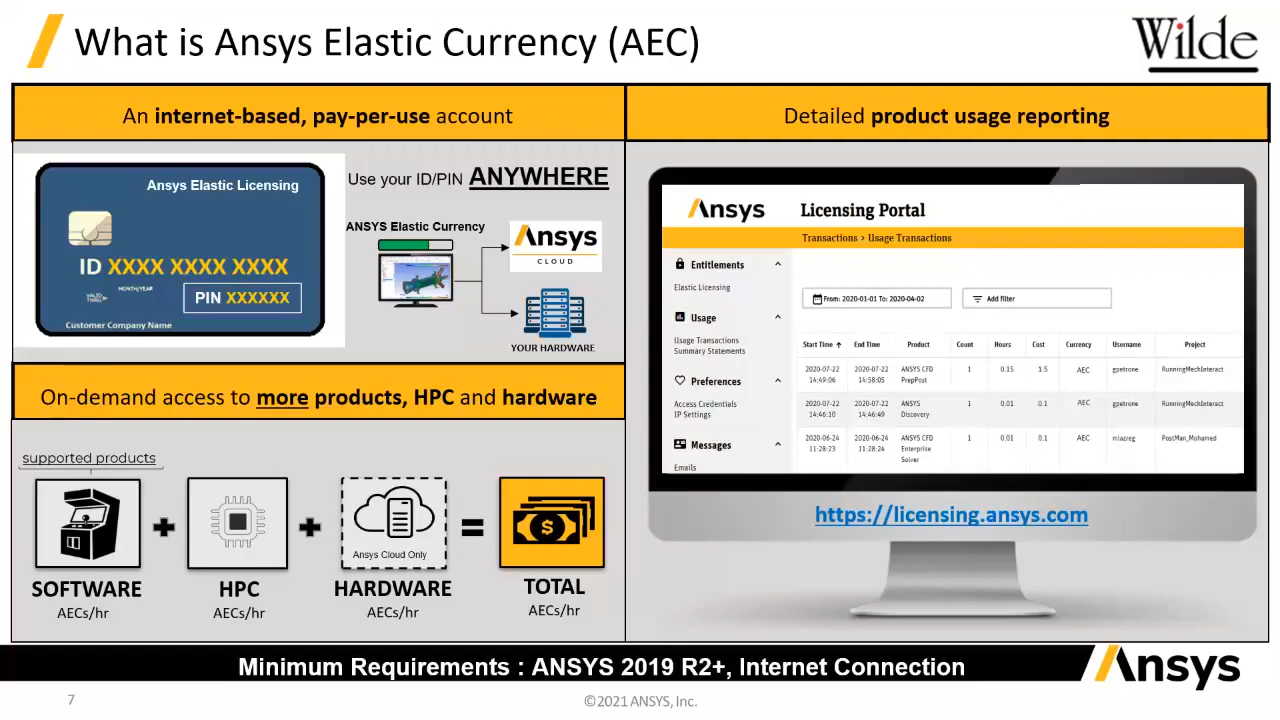 What is Ansys Elastic Currency (AEC)
Wilde
An internet-based, pay-per-use account
Detailed product usage reporting
Ansys Elastic Licensing
ID XXXX XXXX XXXX
MONTH/YEAR
VALID
THRU
PIN XXXXXX
Customer Company Name
Use your ID/PIN ANYWHERE
ANSYS Elastic Currency
Ansys
CLOUD
YOUR HARDWARE
On-demand access to more products, HPC and hardware
supported products
+ + =
Ansys Cloud Only
SOFTWARE HPC HARDWARE TOTAL
AECs/hr AECs/hr AECs/hr AECs/hr
Ansys Licensing Portal
Transactions > Usage Transactions
Entitlements
Elastic Licensing
Usage
Usage Transactions
Summary Statements
Preferences
Access Credentials
IP Settings
Messages
Emails
From: 2020-01-01 To: 2020-04-02 Add filter
Start Time End Time Product Count Hours Cost Currency Username Project
2020-07-22 14:49:06 2020-07-22 14:58:05 ANSYS CFD PrepPost 1 0.15 1.5 AEC gpetrone RunningMechInteract
2020-07-22 14:46:10 2020-07-22 14:46:49 ANSYS Discovery 1 0.01 0.1 AEC gpetrone RunningMechInteract
2020-06-24 11:28:23 2020-06-24 11:28:24 ANSYS CFD Enterprise Solver 1 0.01 0.1 AEC miazreg PostMan_Mohamed
https://licensing.ansys.com
Minimum Requirements : ANSYS 2019 R2+, Internet Connection
Ansys
7
©2021 ANSYS, Inc.